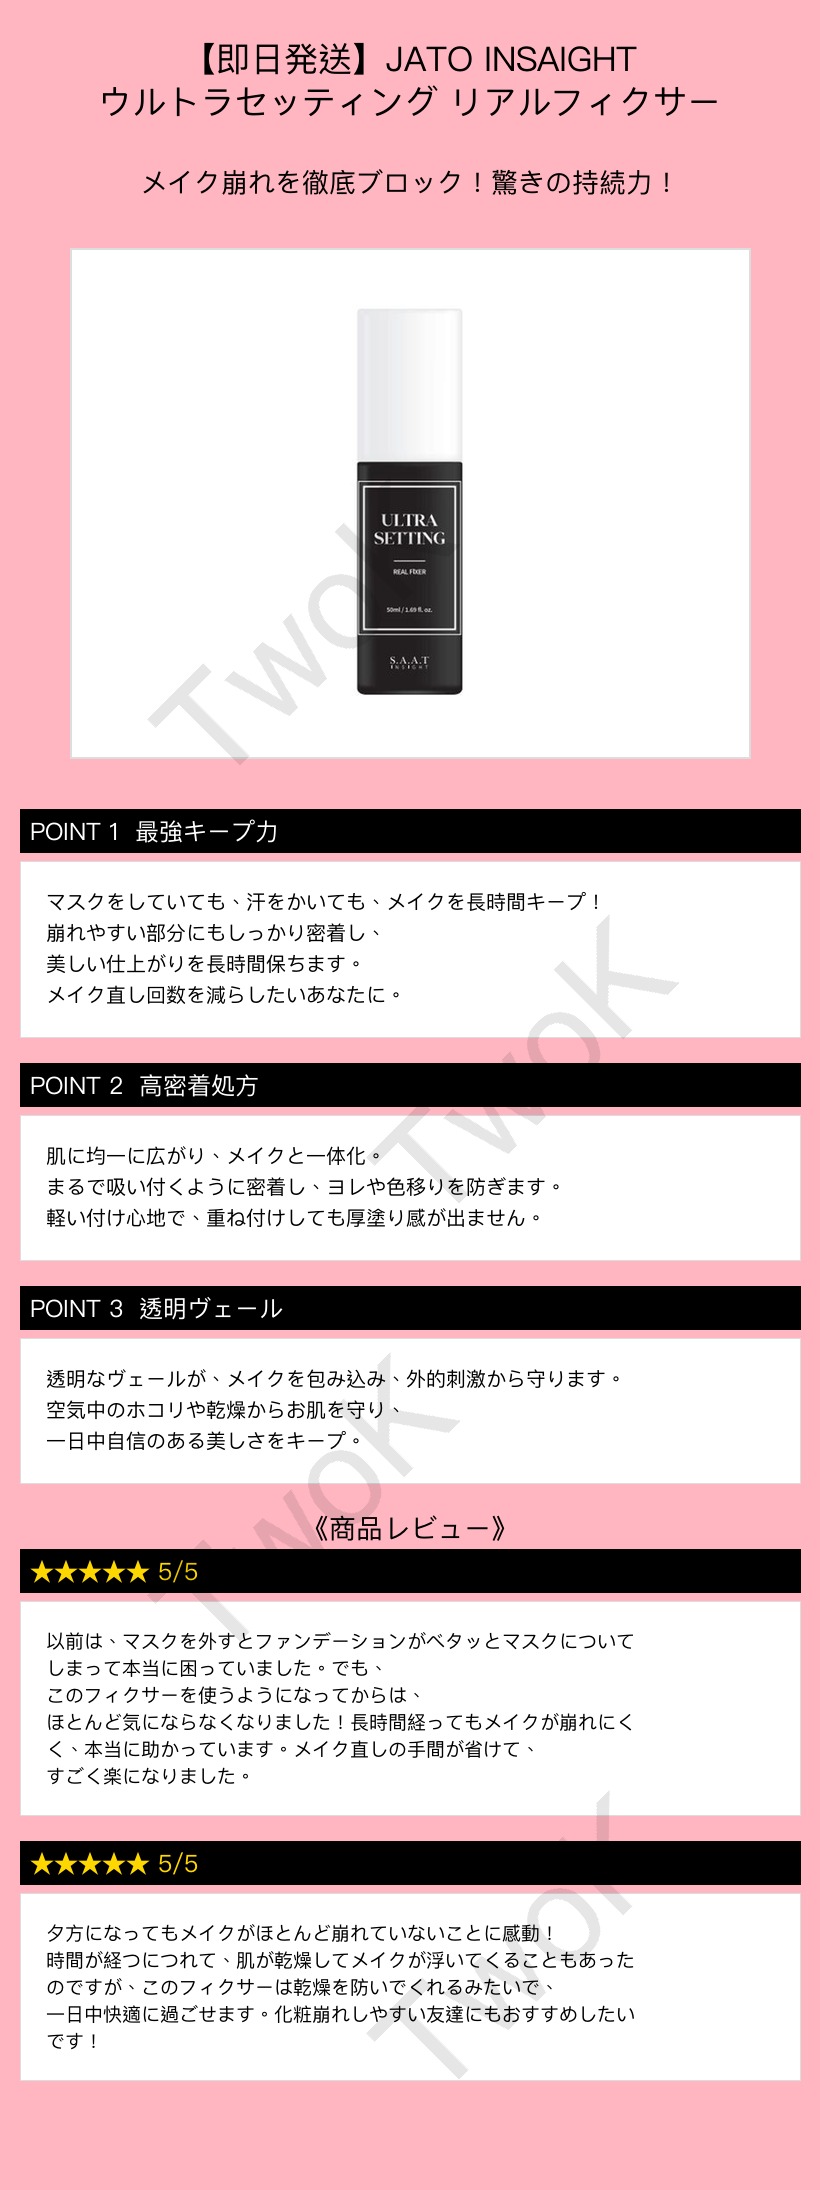 【即日発送】JATO INSAIGHT
ウルトラセッティング リアルフィクサー
メイク崩れを徹底ブロック！驚きの持続力！
ULTRA
SETTING
REAL FIXER
50ml / 1.69 fl. oz.
S.A.A.T
INSIGHT
TwoK
POINT 1 最強キープ力
マスクをしていても、汗をかいても、メイクを長時間キープ！
崩れやすい部分にもしっかり密着し、
美しい仕上がりを長時間保ちます。
メイク直し回数を減らしたいあなたに。
TwoK
POINT 2 高密着処方
肌に均一に広がり、メイクと一体化。
まるで吸い付くように密着し、ヨレや色移りを防ぎます。
軽い付け心地で、重ね付けしても厚塗り感が出ません。
POINT 3 透明ヴェール
透明なヴェールが、メイクを包み込み、外的刺激から守ります。
空気中のホコリや乾燥からお肌を守り、
一日中自信のある美しさをキープ。
TwoK
《商品レビュー》
★★★★★ 5/5
以前は、マスクを外すとファンデーションがベタッとマスクについて
しまって本当に困っていました。でも、
このフィクサーを使うようになってからは、
ほとんど気にならなくなりました！長時間経ってもメイクが崩れにく
く、本当に助かっています。メイク直しの手間が省けて、
すごく楽になりました。
★★★★★ 5/5
夕方になってもメイクがほとんど崩れていないことに感動！
時間が経つにつれて、肌が乾燥してメイクが浮いてくることもあった
のですが、このフィクサーは乾燥を防いでくれるみたいで、
一日中快適に過ごせます。化粧崩れしやすい友達にもおすすめしたい
です！
TwoK